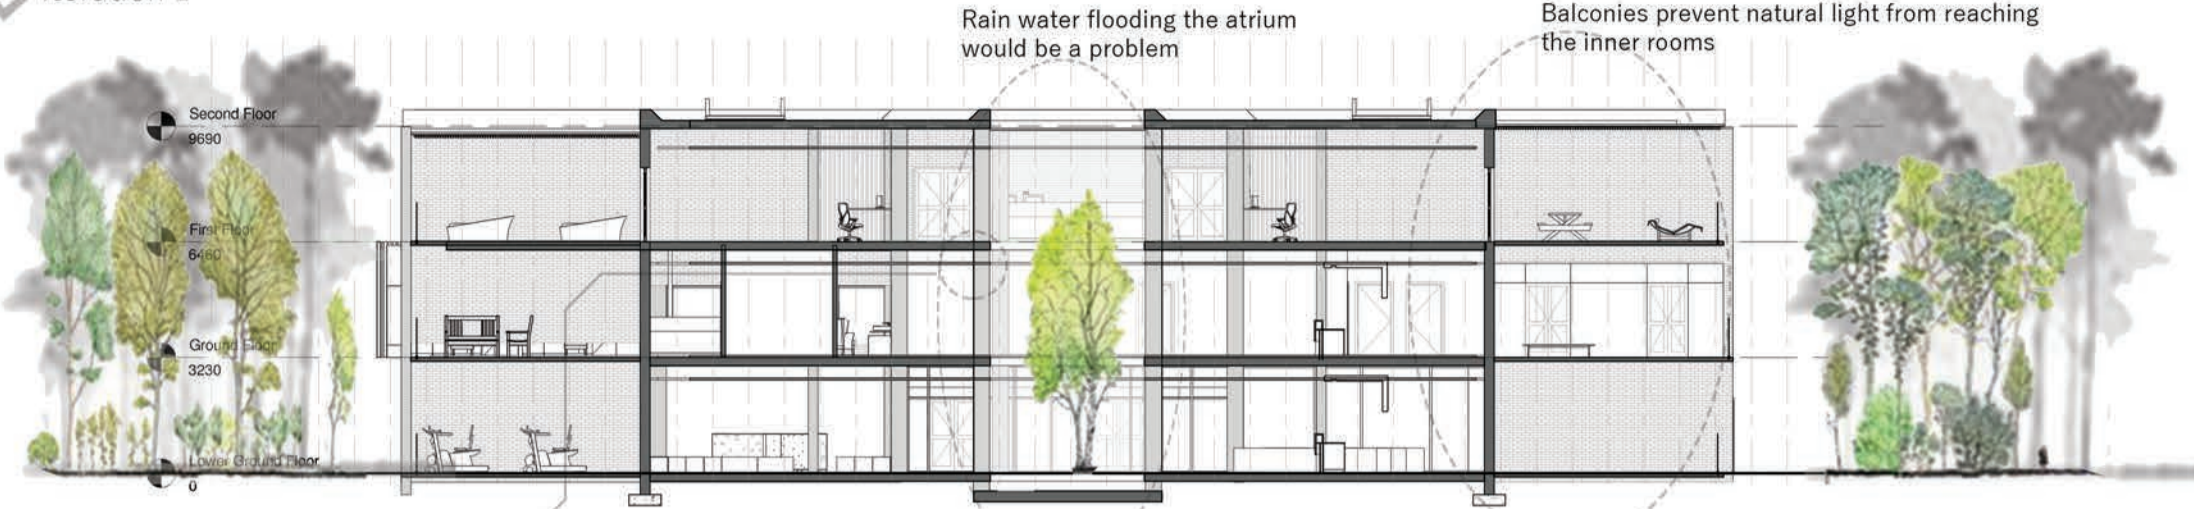 Rain water flooding the atrium
would be a problem
Balconies prevent natural light from reaching
the inner rooms
Second Floor
9690
First Floor
6460
Ground Floor
3230
Lower Ground Floor
0